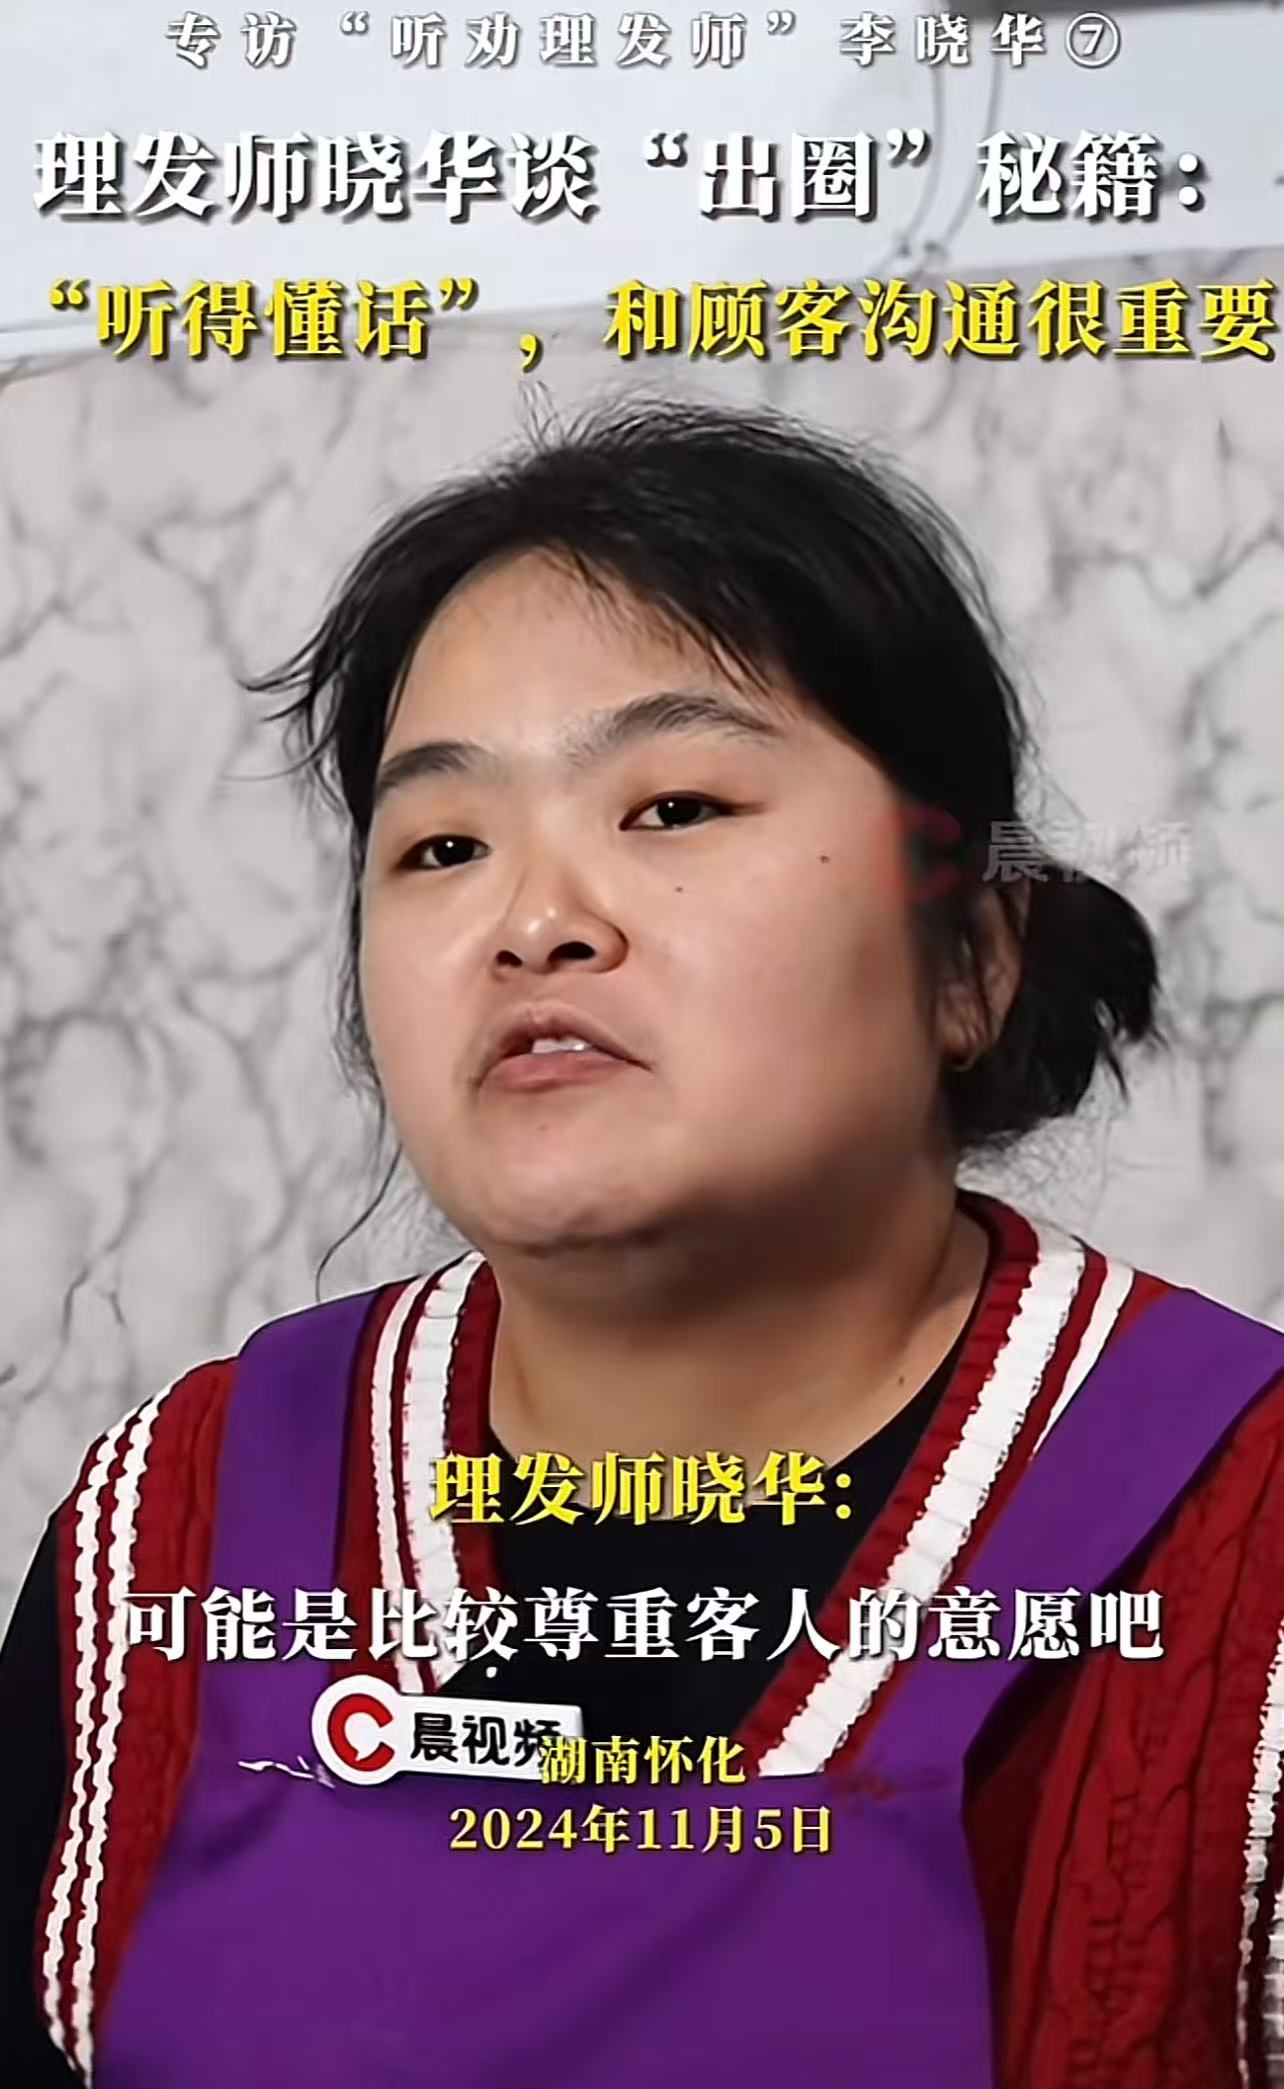 专访“听劝理发师”李晓华⑦
理发师晓华谈“出圈”秘籍：
“听得懂话”，和顾客沟通很重要
晨视频
理发师晓华：
可能是比较尊重客人的意愿吧
晨视频
湖南怀化
2024年11月5日